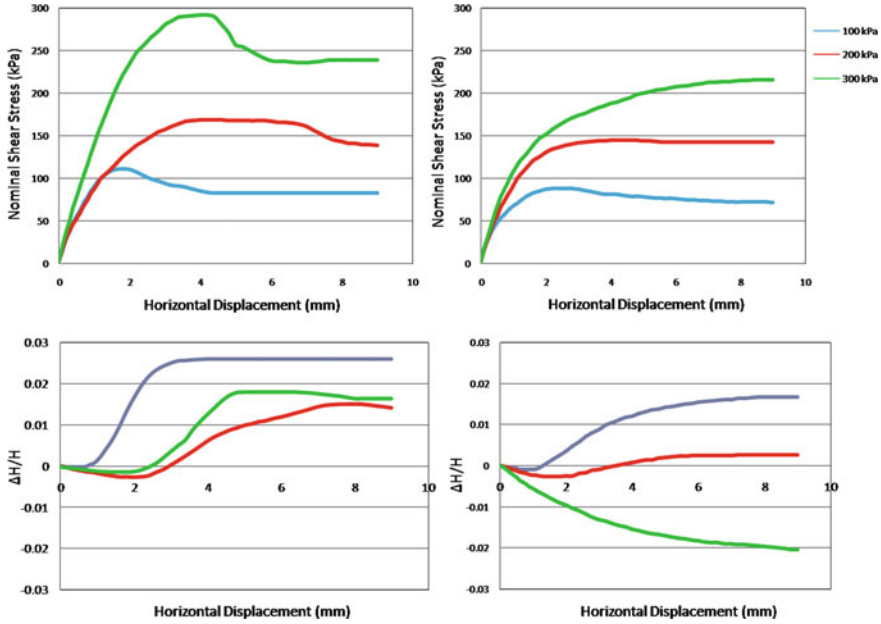 300
250
200
150
100
50
0
Nominal Shear Stress (kPa)
0 2 4 6 8 10
Horizontal Displacement (mm)
300
250
200
150
100
50
0
Nominal Shear Stress (kPa)
0 2 4 6 8 10
Horizontal Displacement (mm)
100 kPa
200 kPa
300 kPa
0.03
0.02
0.01
0
-0.01
-0.02
-0.03
ΔH/H
0 2 4 6 8 10
Horizontal Displacement (mm)
0.03
0.02
0.01
0
-0.01
-0.02
-0.03
ΔH/H
0 2 4 6 8 10
Horizontal Displacement (mm)